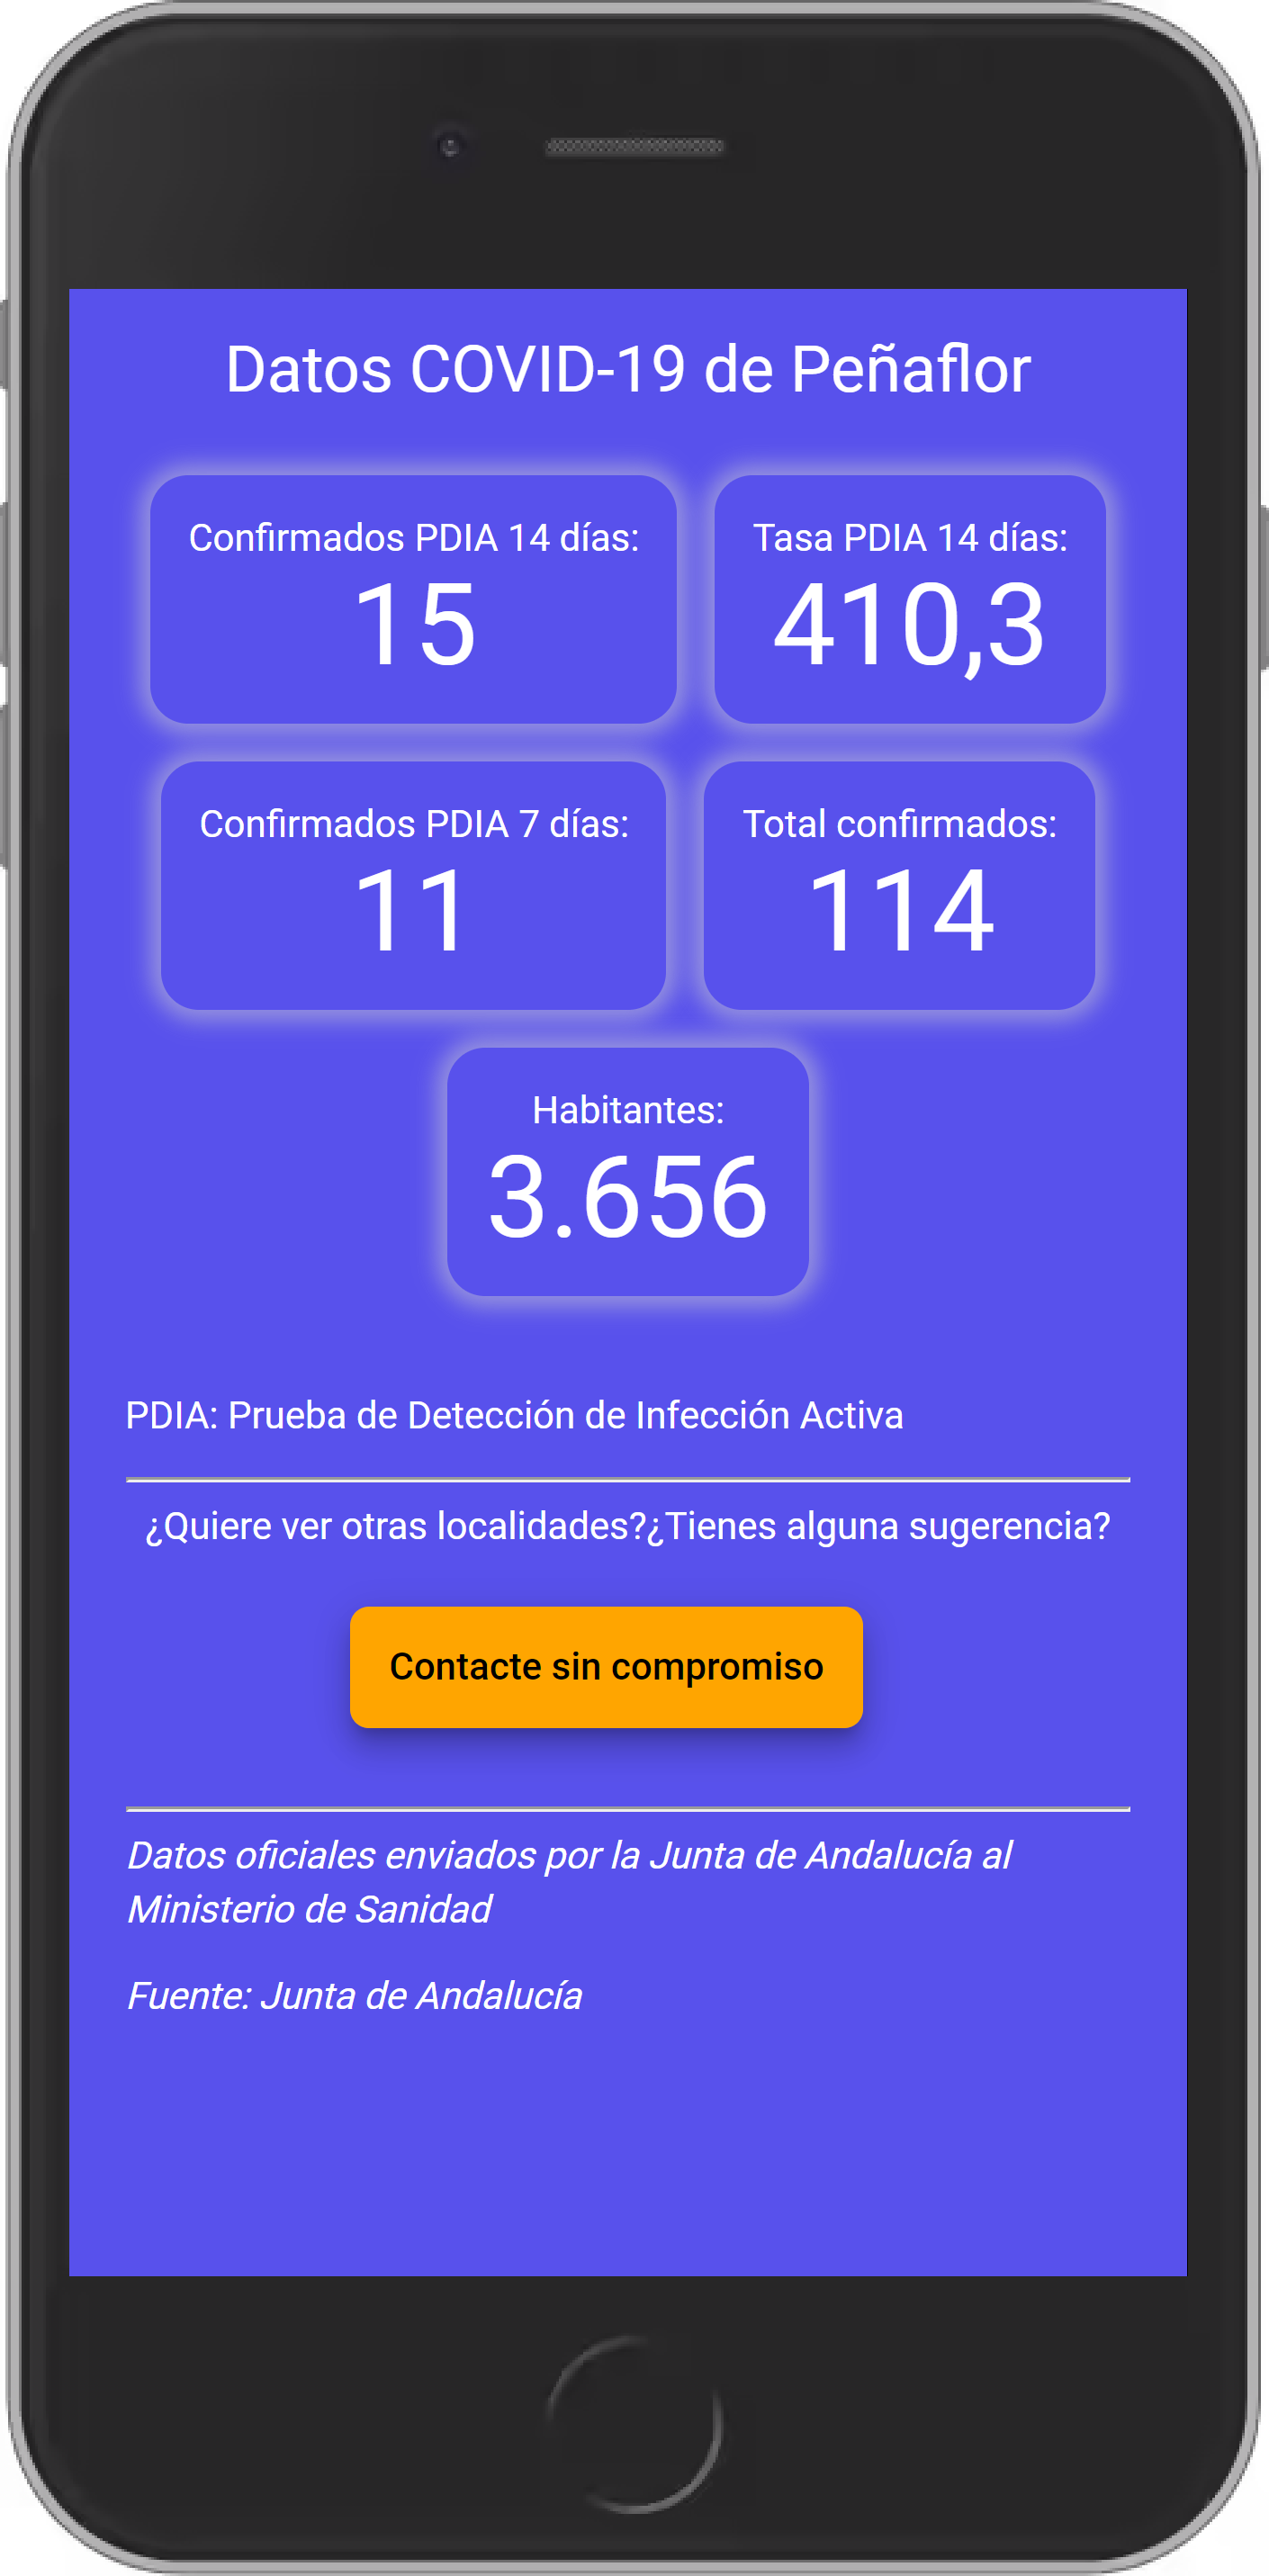 Datos COVID-19 de Peñaflor
Confirmados PDIA 14 días:
15
Tasa PDIA 14 días:
410,3
Confirmados PDIA 7 días:
11
Total confirmados:
114
Habitantes:
3.656
PDIA: Prueba de Detección de Infección Activa
¿Quiere ver otras localidades?¿Tienes alguna sugerencia?
Contacte sin compromiso
Datos oficiales enviados por la Junta de Andalucía al
Ministerio de Sanidad
Fuente: Junta de Andalucía